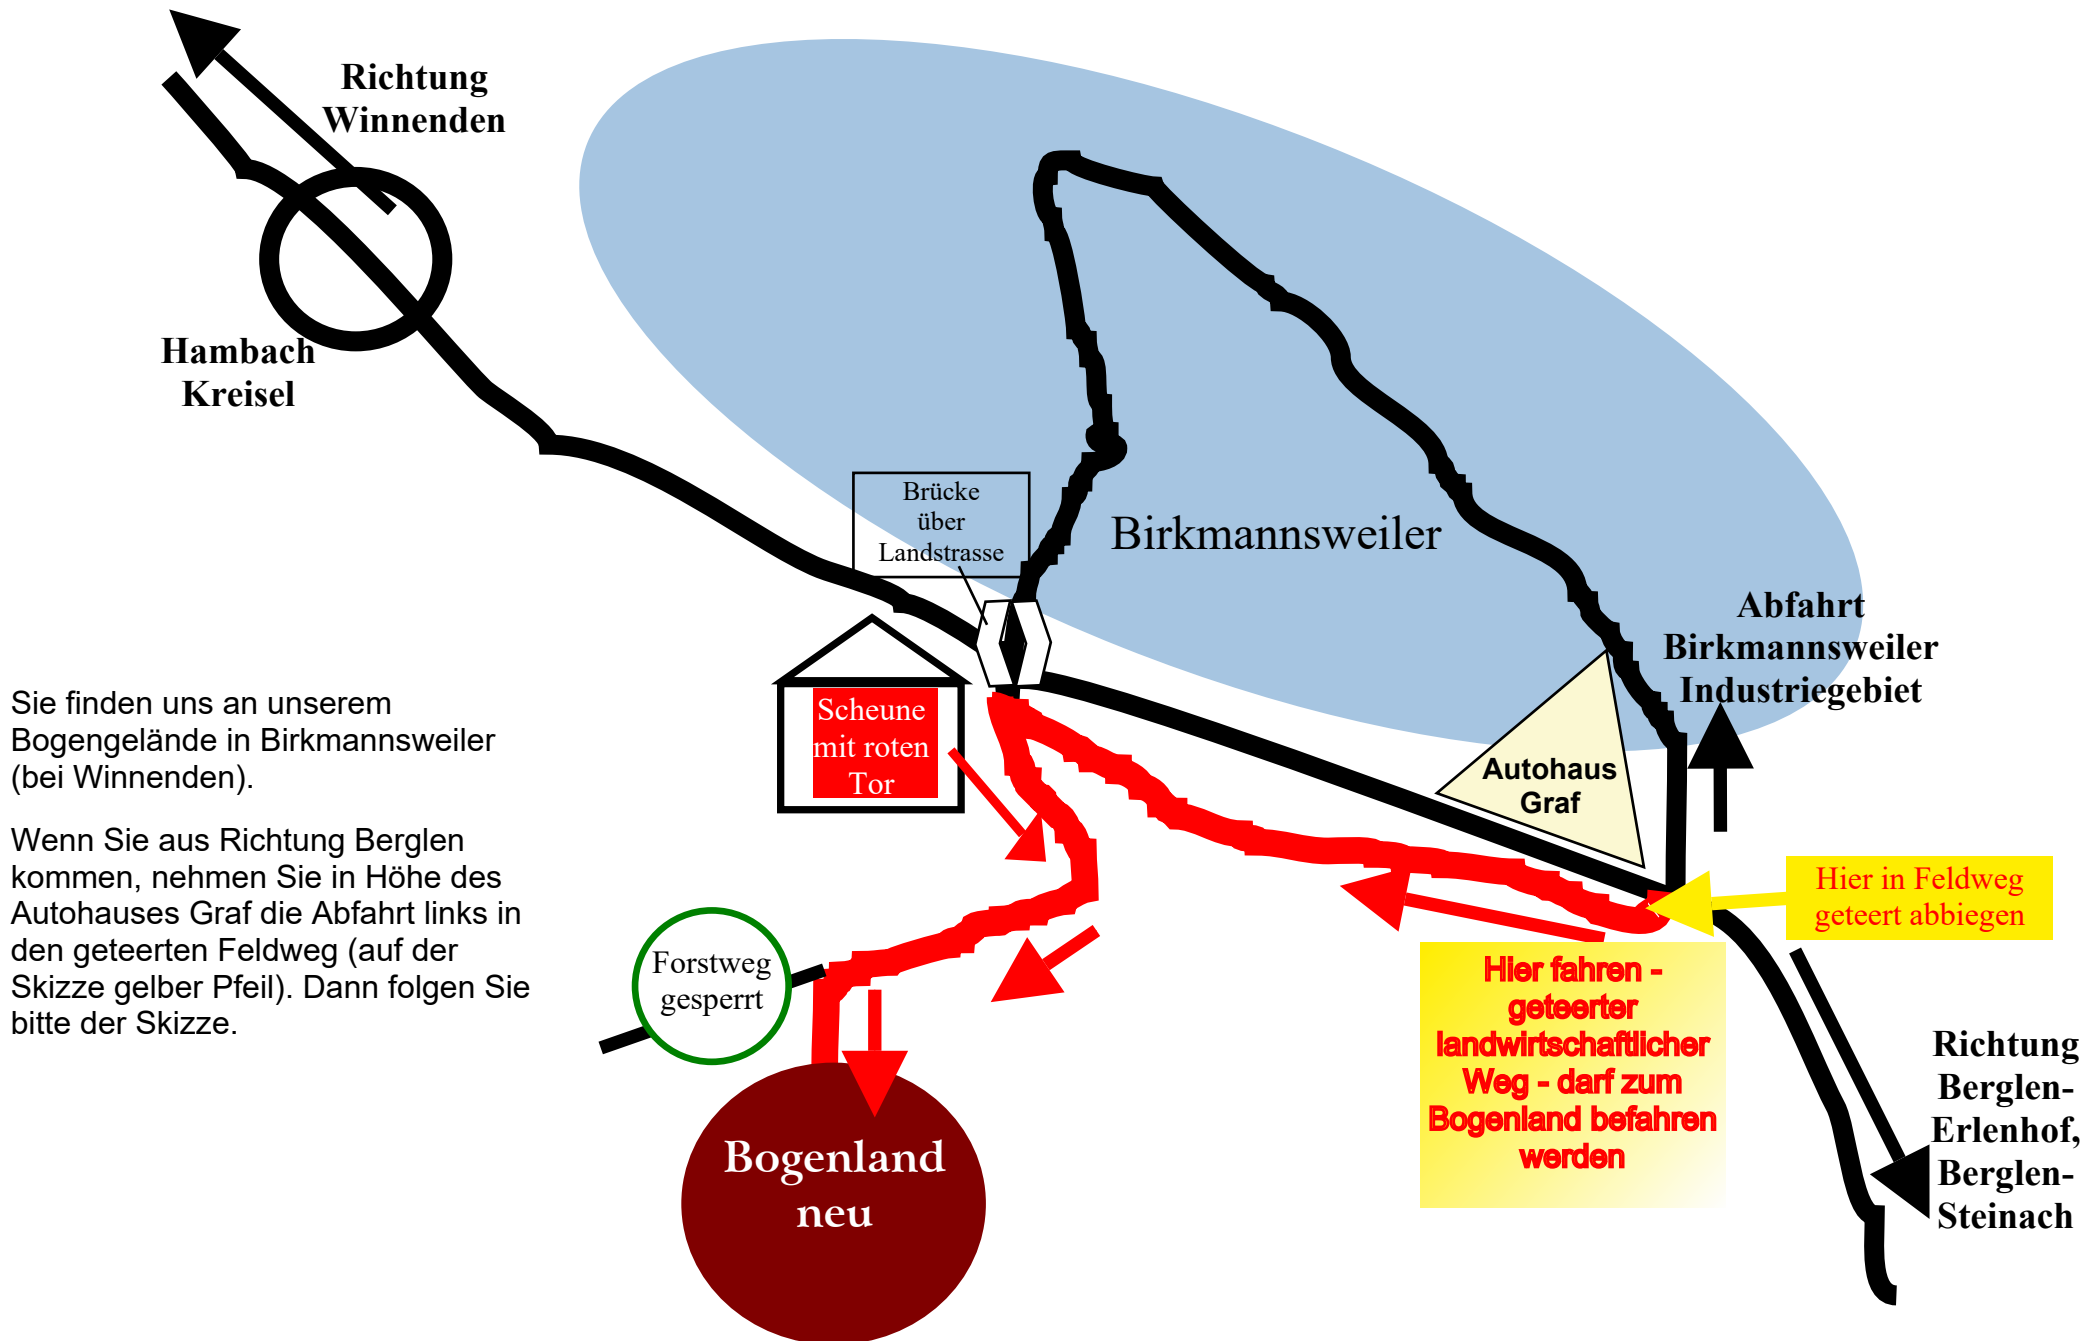 Richtung
Winnenden
Hambach
Kreisel
Brücke
über
Landstrasse
Birkmannsweiler
Abfahrt
Birkmannsweiler
Industriegebiet
Scheune
mit roten
Tor
Autohaus
Graf
Sie finden uns an unserem
Bogengelände in Birkmannsweiler
(bei Winnenden).
Wenn Sie aus Richtung Berglen
kommen, nehmen Sie in Höhe des
Autohauses Graf die Abfahrt links in
den geteerten Feldweg (auf der
Skizze gelber Pfeil). Dann folgen Sie
bitte der Skizze.
Hier in Feldweg
geteert abbiegen
Forstweg
gesperrt
Hier fahren -
geteerter
landwirtschaftlicher
Weg - darf zum
Bogenland befahren
werden
Richtung
Berglen-
Erlenhof,
Berglen-
Steinach
Bogenland
neu